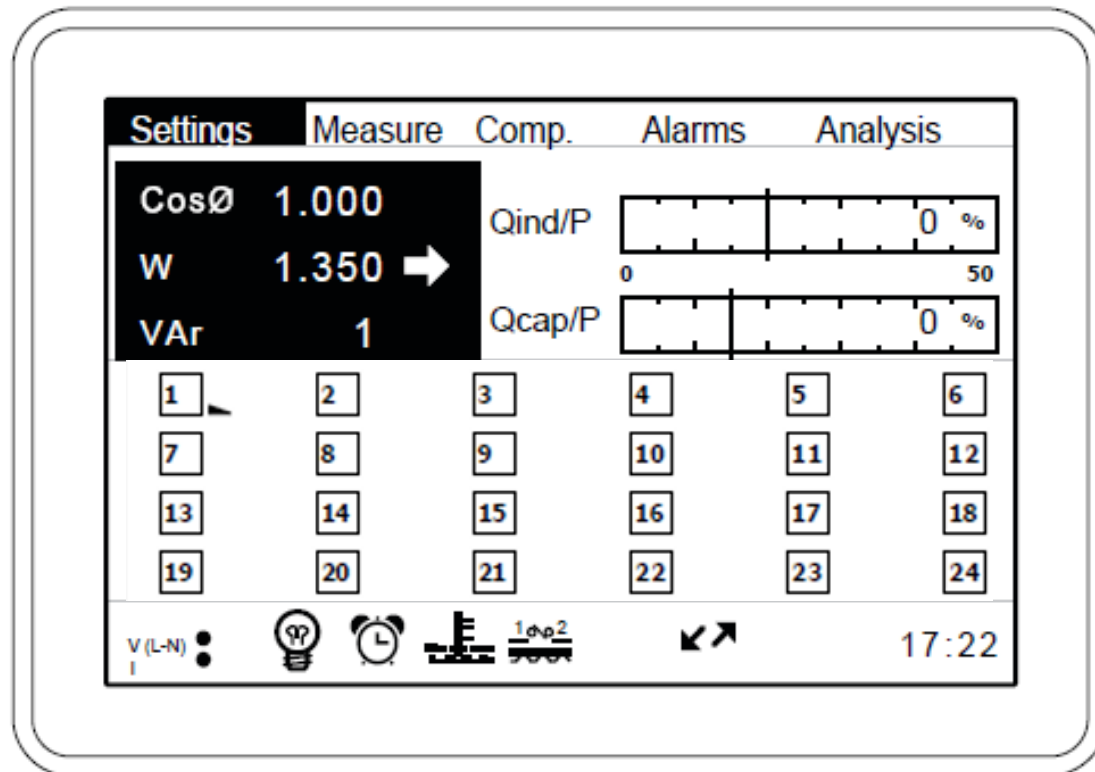 Settings Measure Comp. Alarms Analysis
CosØ 1.000
W 1.350
VAr 1
Qind/P 0 %
0 50
Qcap/P 0 %
1 2 3 4 5 6
7 8 9 10 11 12
13 14 15 16 17 18
19 20 21 22 23 24
V (L-N)
I
1 2
17:22